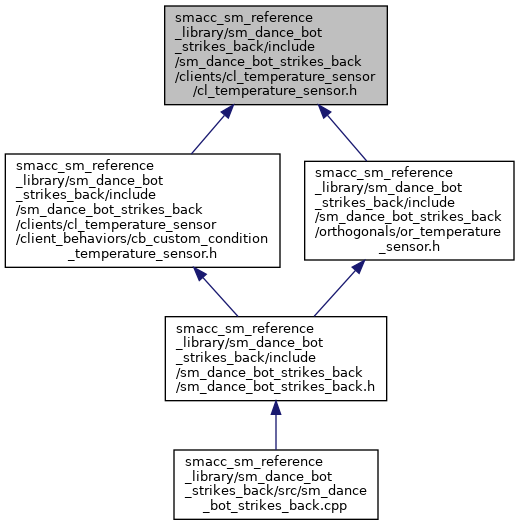 smacc_sm_reference
_library/sm_dance_bot
_strikes_back/include
/sm_dance_bot_strikes_back
/clients/cl_temperature_sensor
/cl_temperature_sensor.h
smacc_sm_reference
_library/sm_dance_bot
_strikes_back/include
/sm_dance_bot_strikes_back
/clients/cl_temperature_sensor
/client_behaviors/cb_custom_condition
_temperature_sensor.h
smacc_sm_reference
_library/sm_dance_bot
_strikes_back/include
/sm_dance_bot_strikes_back
/orthogonals/or_temperature
_sensor.h
smacc_sm_reference
_library/sm_dance_bot
_strikes_back/include
/sm_dance_bot_strikes_back
/sm_dance_bot_strikes_back.h
smacc_sm_reference
_library/sm_dance_bot
_strikes_back/src/sm_dance
_bot_strikes_back.cpp